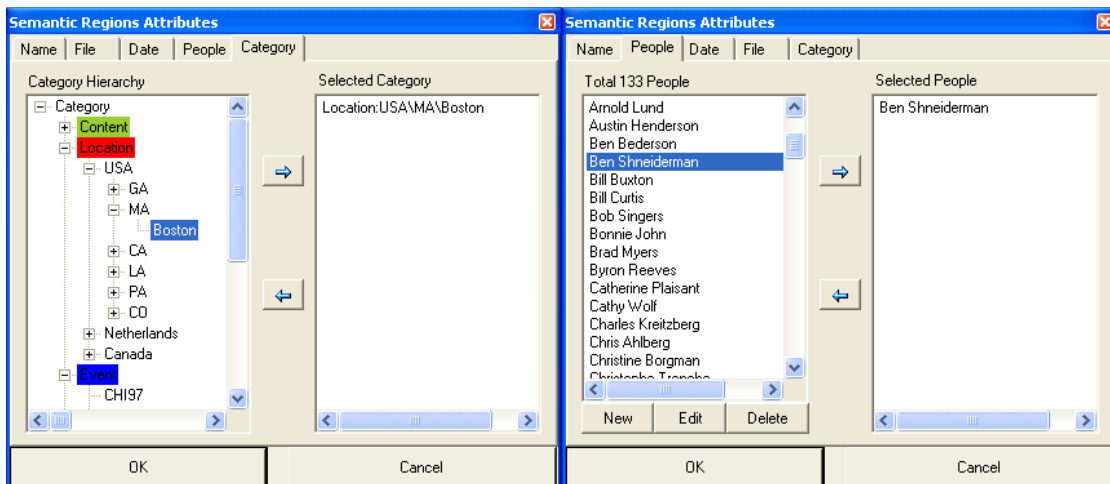 Semantic Regions Attributes
Name File Date People Category
Category Hierarchy
Selected Category
Category
Content
Location
USA
GA
MA
Boston
CA
LA
PA
CO
Netherlands
Canada
Event
CHI97
Location:USA\MA\Boston
OK Cancel
Semantic Regions Attributes
Name People Date File Category
Total 133 People
Selected People
Arnold Lund
Austin Henderson
Ben Bederson
Ben Shneiderman
Bill Buxton
Bill Curtis
Bob Singers
Bonnie John
Brad Myers
Byron Reeves
Catherine Plaisant
Cathy Wolf
Charles Kreitzberg
Chris Ahlberg
Christine Borgman
Ben Shneiderman
New Edit Delete
OK Cancel